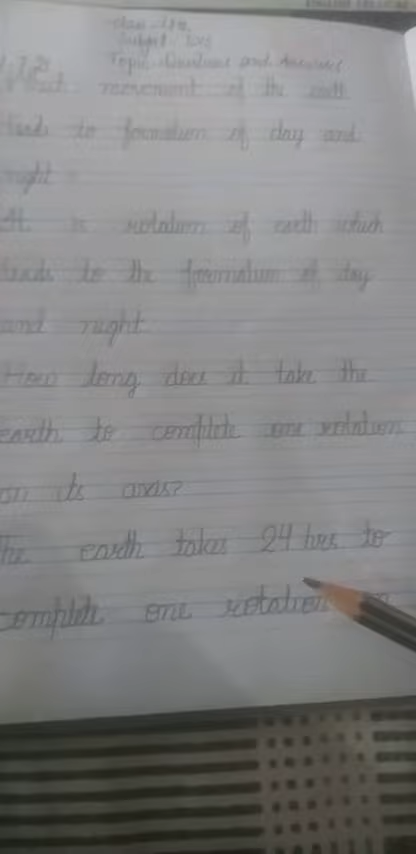 Subject EVS
Topic Questions and Answers
movement of the earth
leads to formation of day and
night
It is rotation of earth which
leads to the formation of day
and night
How long does it take the
earth to complete one rotation
on its axis?
The earth takes 24 hrs to
complete one rotation